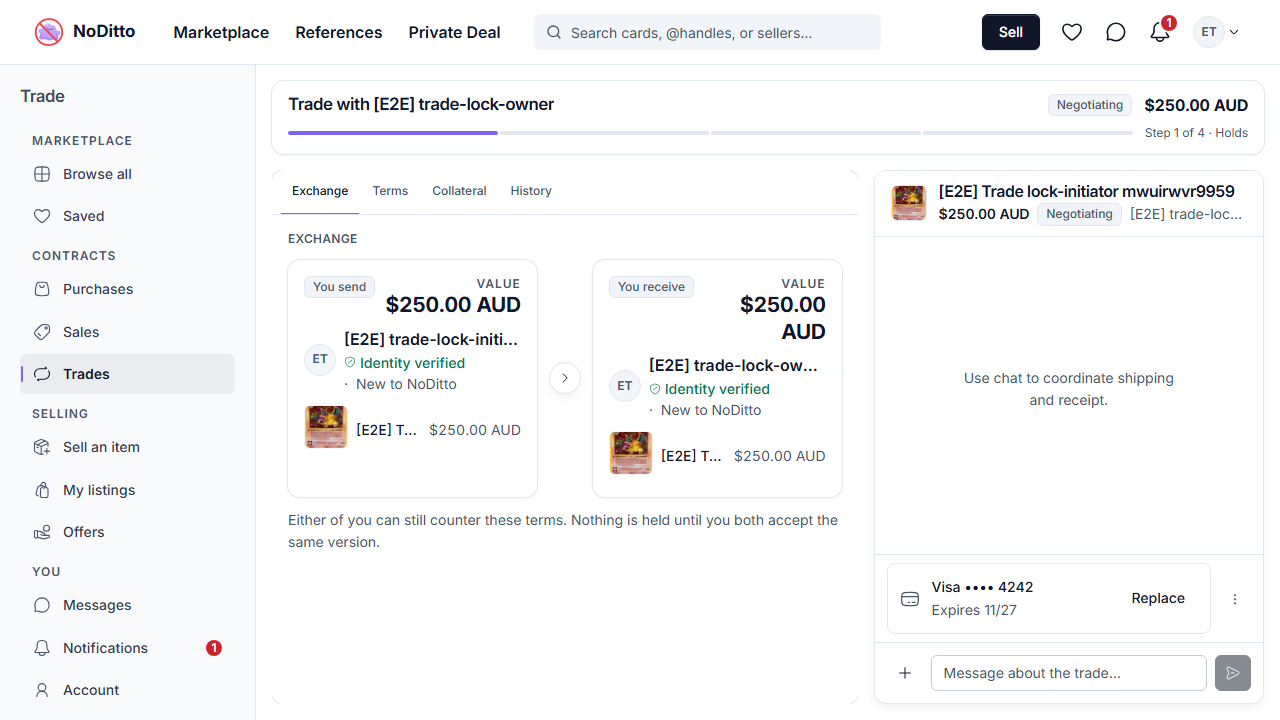 NoDitto
Marketplace
References
Private Deal
Search cards, @handles, or sellers...
Sell
1
ET
Trade
MARKETPLACE
Browse all
Saved
CONTRACTS
Purchases
Sales
Trades
SELLING
Sell an item
My listings
Offers
YOU
Messages
Notifications
1
Account
Trade with [E2E] trade-lock-owner
Negotiating
$250.00 AUD
Step 1 of 4 · Holds
Exchange
Terms
Collateral
History
EXCHANGE
You send
VALUE
$250.00 AUD
ET
[E2E] trade-lock-initi...
Identity verified
· New to NoDitto
[E2E] T...
$250.00 AUD
You receive
VALUE
$250.00
AUD
ET
[E2E] trade-lock-ow...
Identity verified
· New to NoDitto
[E2E] T...
$250.00 AUD
Either of you can still counter these terms. Nothing is held until you both accept the
same version.
[E2E] Trade lock-initiator mwuirwvr9959
$250.00 AUD
Negotiating
[E2E] trade-loc...
Use chat to coordinate shipping
and receipt.
Visa •••• 4242
Expires 11/27
Replace
Message about the trade...